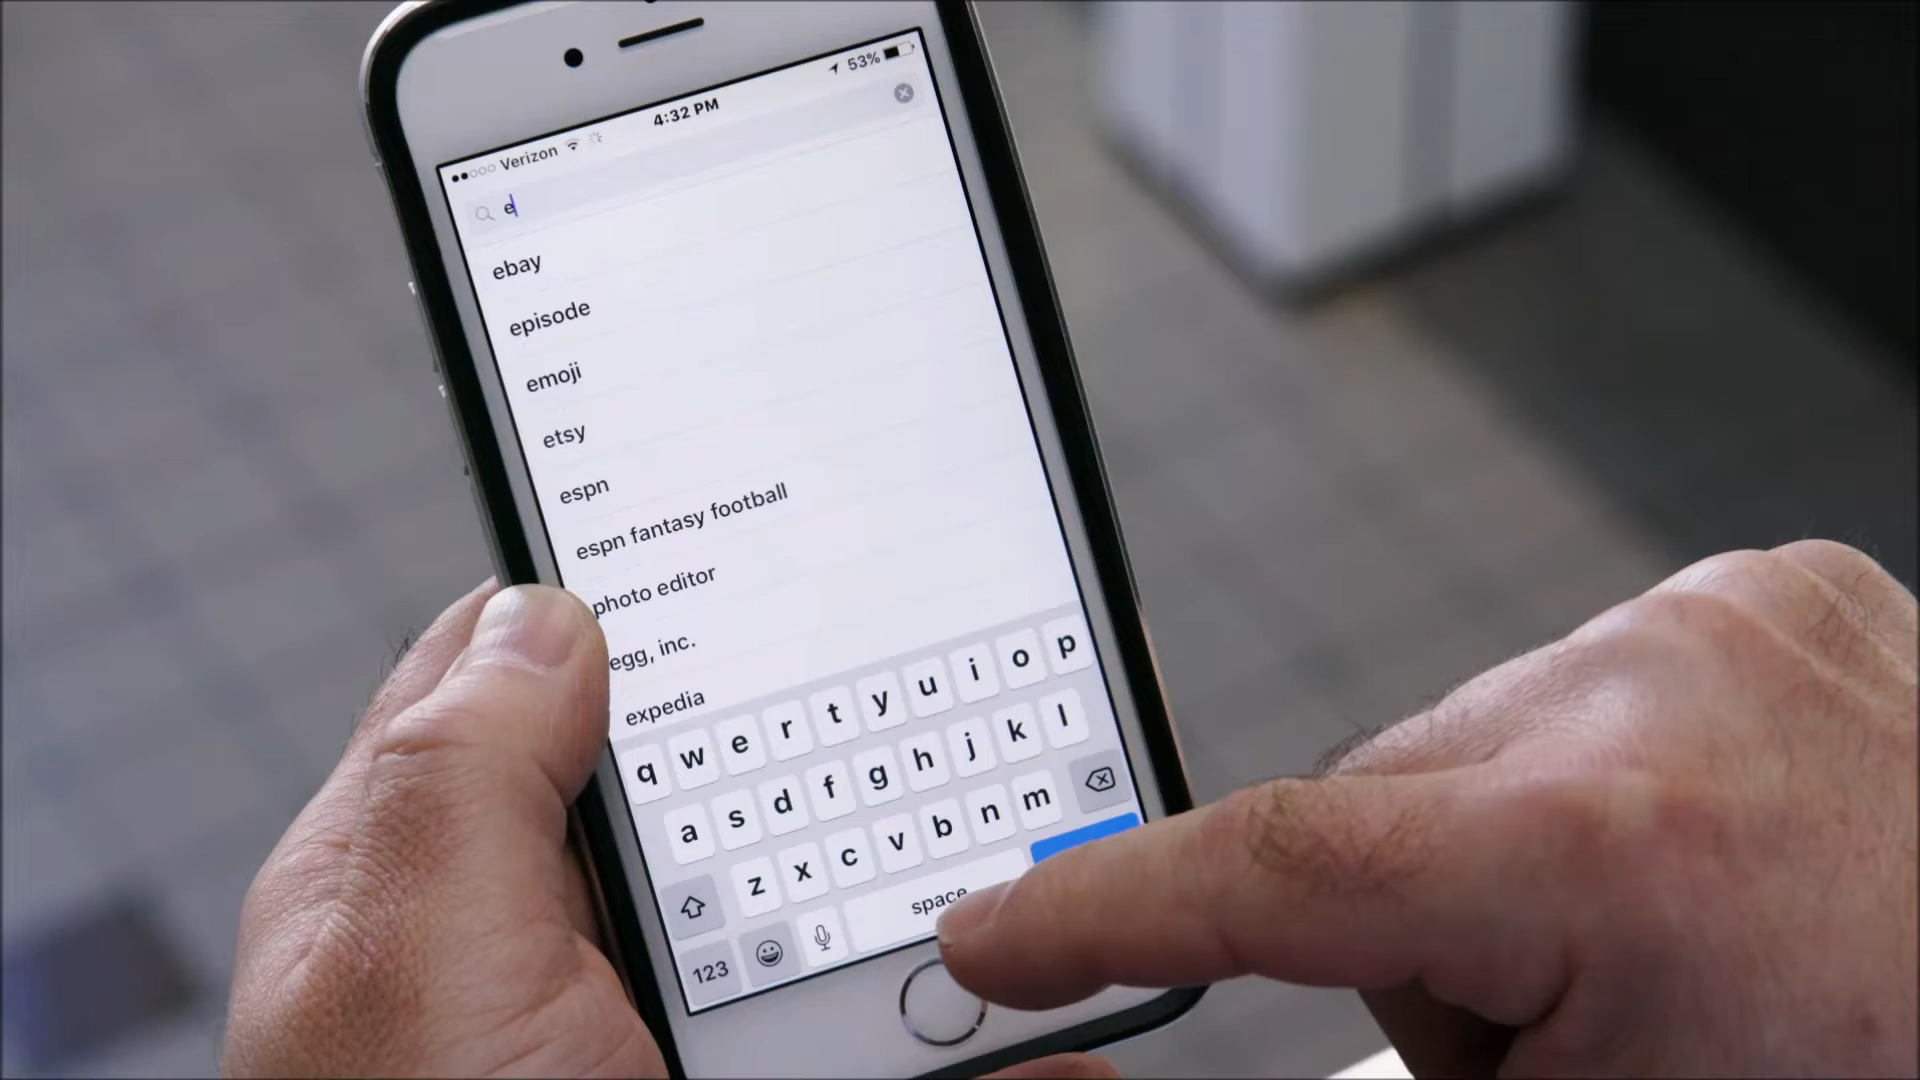 Verizon 4:32 PM 53%
e
ebay
episode
emoji
etsy
espn
espn fantasy football
photo editor
egg, inc.
expedia
q w e r t y u i o p
a s d f g h j k l
z x c v b n m
123 space